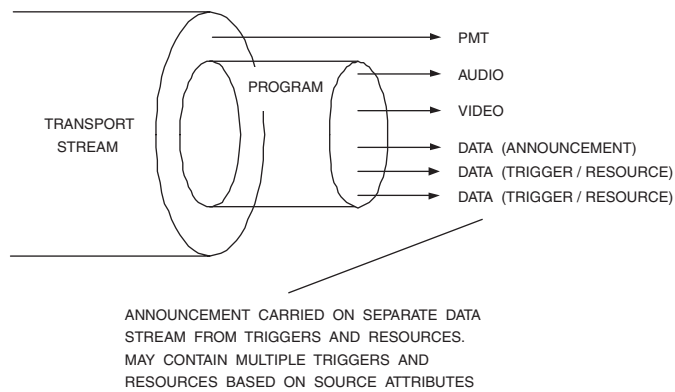 PMT
AUDIO
PROGRAM
VIDEO
TRANSPORT
STREAM
DATA (ANNOUNCEMENT)
DATA (TRIGGER / RESOURCE)
DATA (TRIGGER / RESOURCE)
ANNOUNCEMENT CARRIED ON SEPARATE DATA
STREAM FROM TRIGGERS AND RESOURCES.
MAY CONTAIN MULTIPLE TRIGGERS AND
RESOURCES BASED ON SOURCE ATTRIBUTES